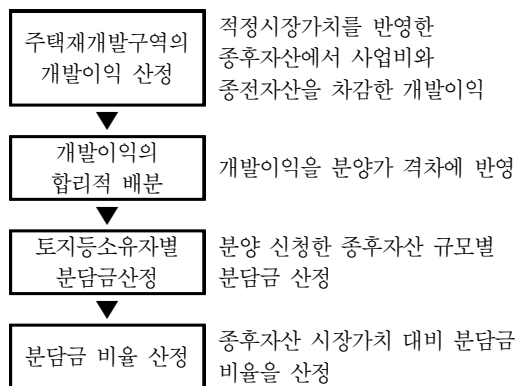 주택재개발구역의
개발이익 산정
적정시장가치를 반영한
종후자산에서 사업비와
종전자산을 차감한 개발이익
개발이익의
합리적 배분
개발이익을 분양가 격차에 반영
토지등소유자별
분담금산정
분양 신청한 종후자산 규모별
분담금 산정
분담금 비율 산정
종후자산 시장가치 대비 분담금
비율을 산정